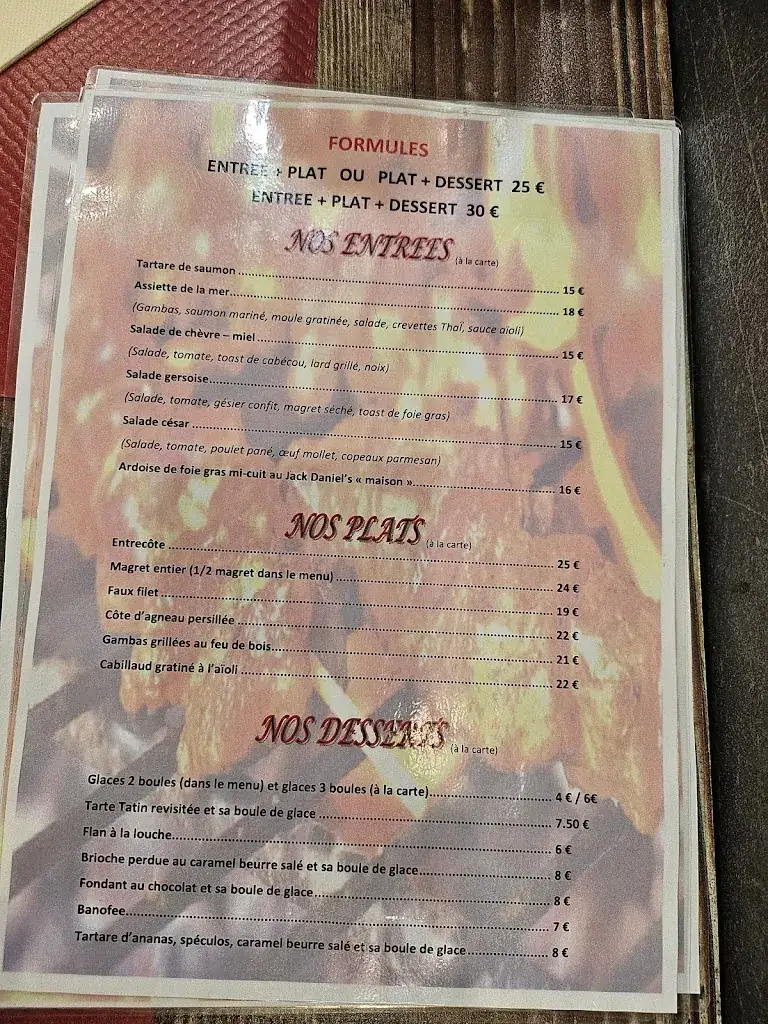 FORMULES
ENTREE + PLAT OU PLAT + DESSERT 25 €
ENTREE + PLAT + DESSERT 30 €
NOS ENTREES (à la carte)
Tartare de saumon ... 15 €
Assiette de la mer... 18 €
(Gambas, saumon mariné, moule gratinée, salade, crevettes Thaï, sauce aioli)
Salade de chèvre – miel ... 15 €
(Salade, tomate, toast de cabécou, lard grillé, noix)
Salade gersoise... 17 €
(Salade, tomate, gésier confit, magret séché, toast de foie gras)
Salade césar ... 15 €
(Salade, tomate, poulet pané, œuf mollet, copeaux parmesan)
Ardoise de foie gras mi-cuit au Jack Daniel's « maison »... 16 €
NOS PLATS (à la carte)
Entrecôte ... 25 €
Magret entier (1/2 magret dans le menu) ... 24 €
Faux filet ... 19 €
Côte d'agneau persillée ... 22 €
Gambas grillées au feu de bois... 21 €
Cabillaud gratiné à l'aïoli ... 22 €
NOS DESSERTS (à la carte)
Glaces 2 boules (dans le menu) et glaces 3 boules (à la carte)... 4 € / 6€
Tarte Tatin revisitée et sa boule de glace ... 7.50 €
Flan à la louche... 6 €
Brioche perdue au caramel beurre salé et sa boule de glace... 8 €
Fondant au chocolat et sa boule de glace... 8 €
Banofee... 7 €
Tartare d'ananas, spéculos, caramel beurre salé et sa boule de glace... 8 €